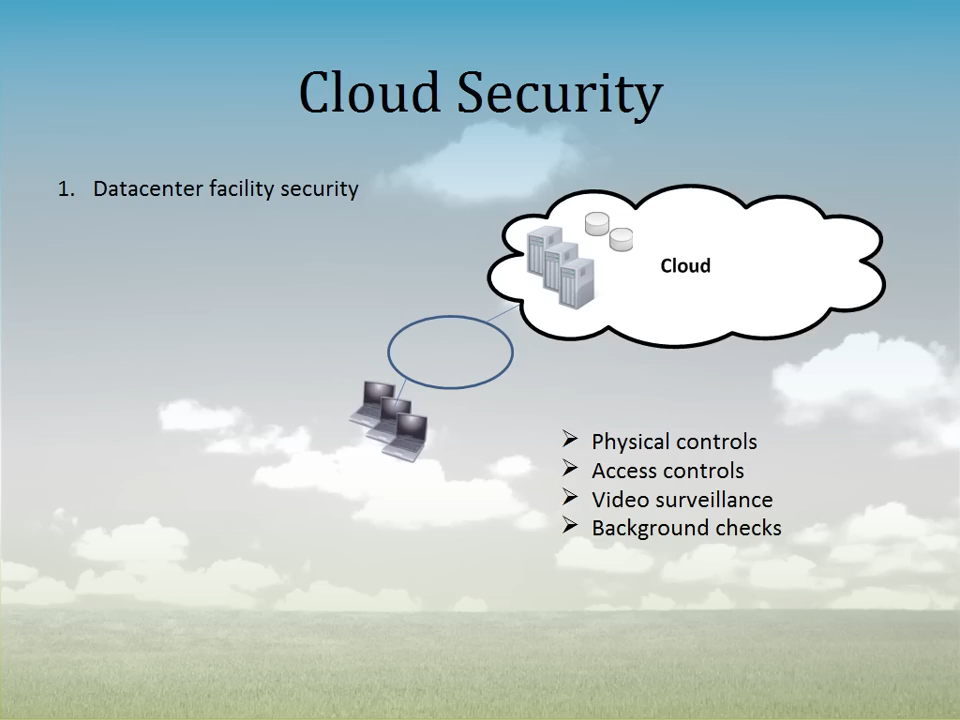 Cloud Security
1. Datacenter facility security
Cloud
➢ Physical controls
➢ Access controls
➢ Video surveillance
➢ Background checks